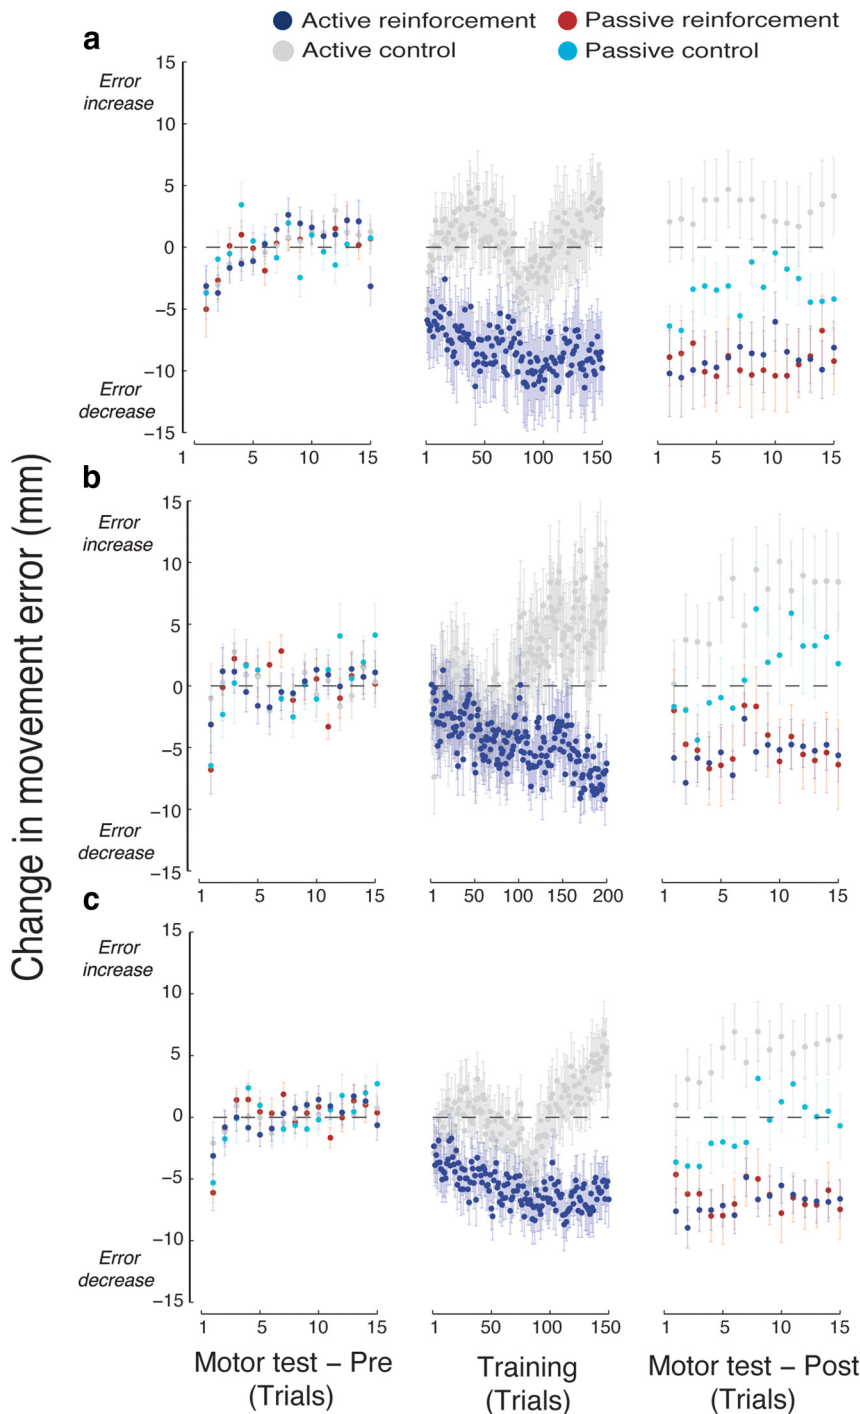 Active reinforcement
Passive reinforcement
Active control
Passive control
a
Error
increase
15
10
5
0
−5
−10
−15
Error
decrease
1
5
10
15
1
50
100
150
1
5
10
15
b
Error
increase
15
10
5
0
−5
−10
−15
Error
decrease
1
5
10
15
1
50
100
150
200
1
5
10
15
c
Error
increase
15
10
5
0
−5
−10
−15
Error
decrease
1
5
10
15
1
50
100
150
1
5
10
15
Change in movement error (mm)
Motor test – Pre
(Trials)
Training
(Trials)
Motor test – Post
(Trials)